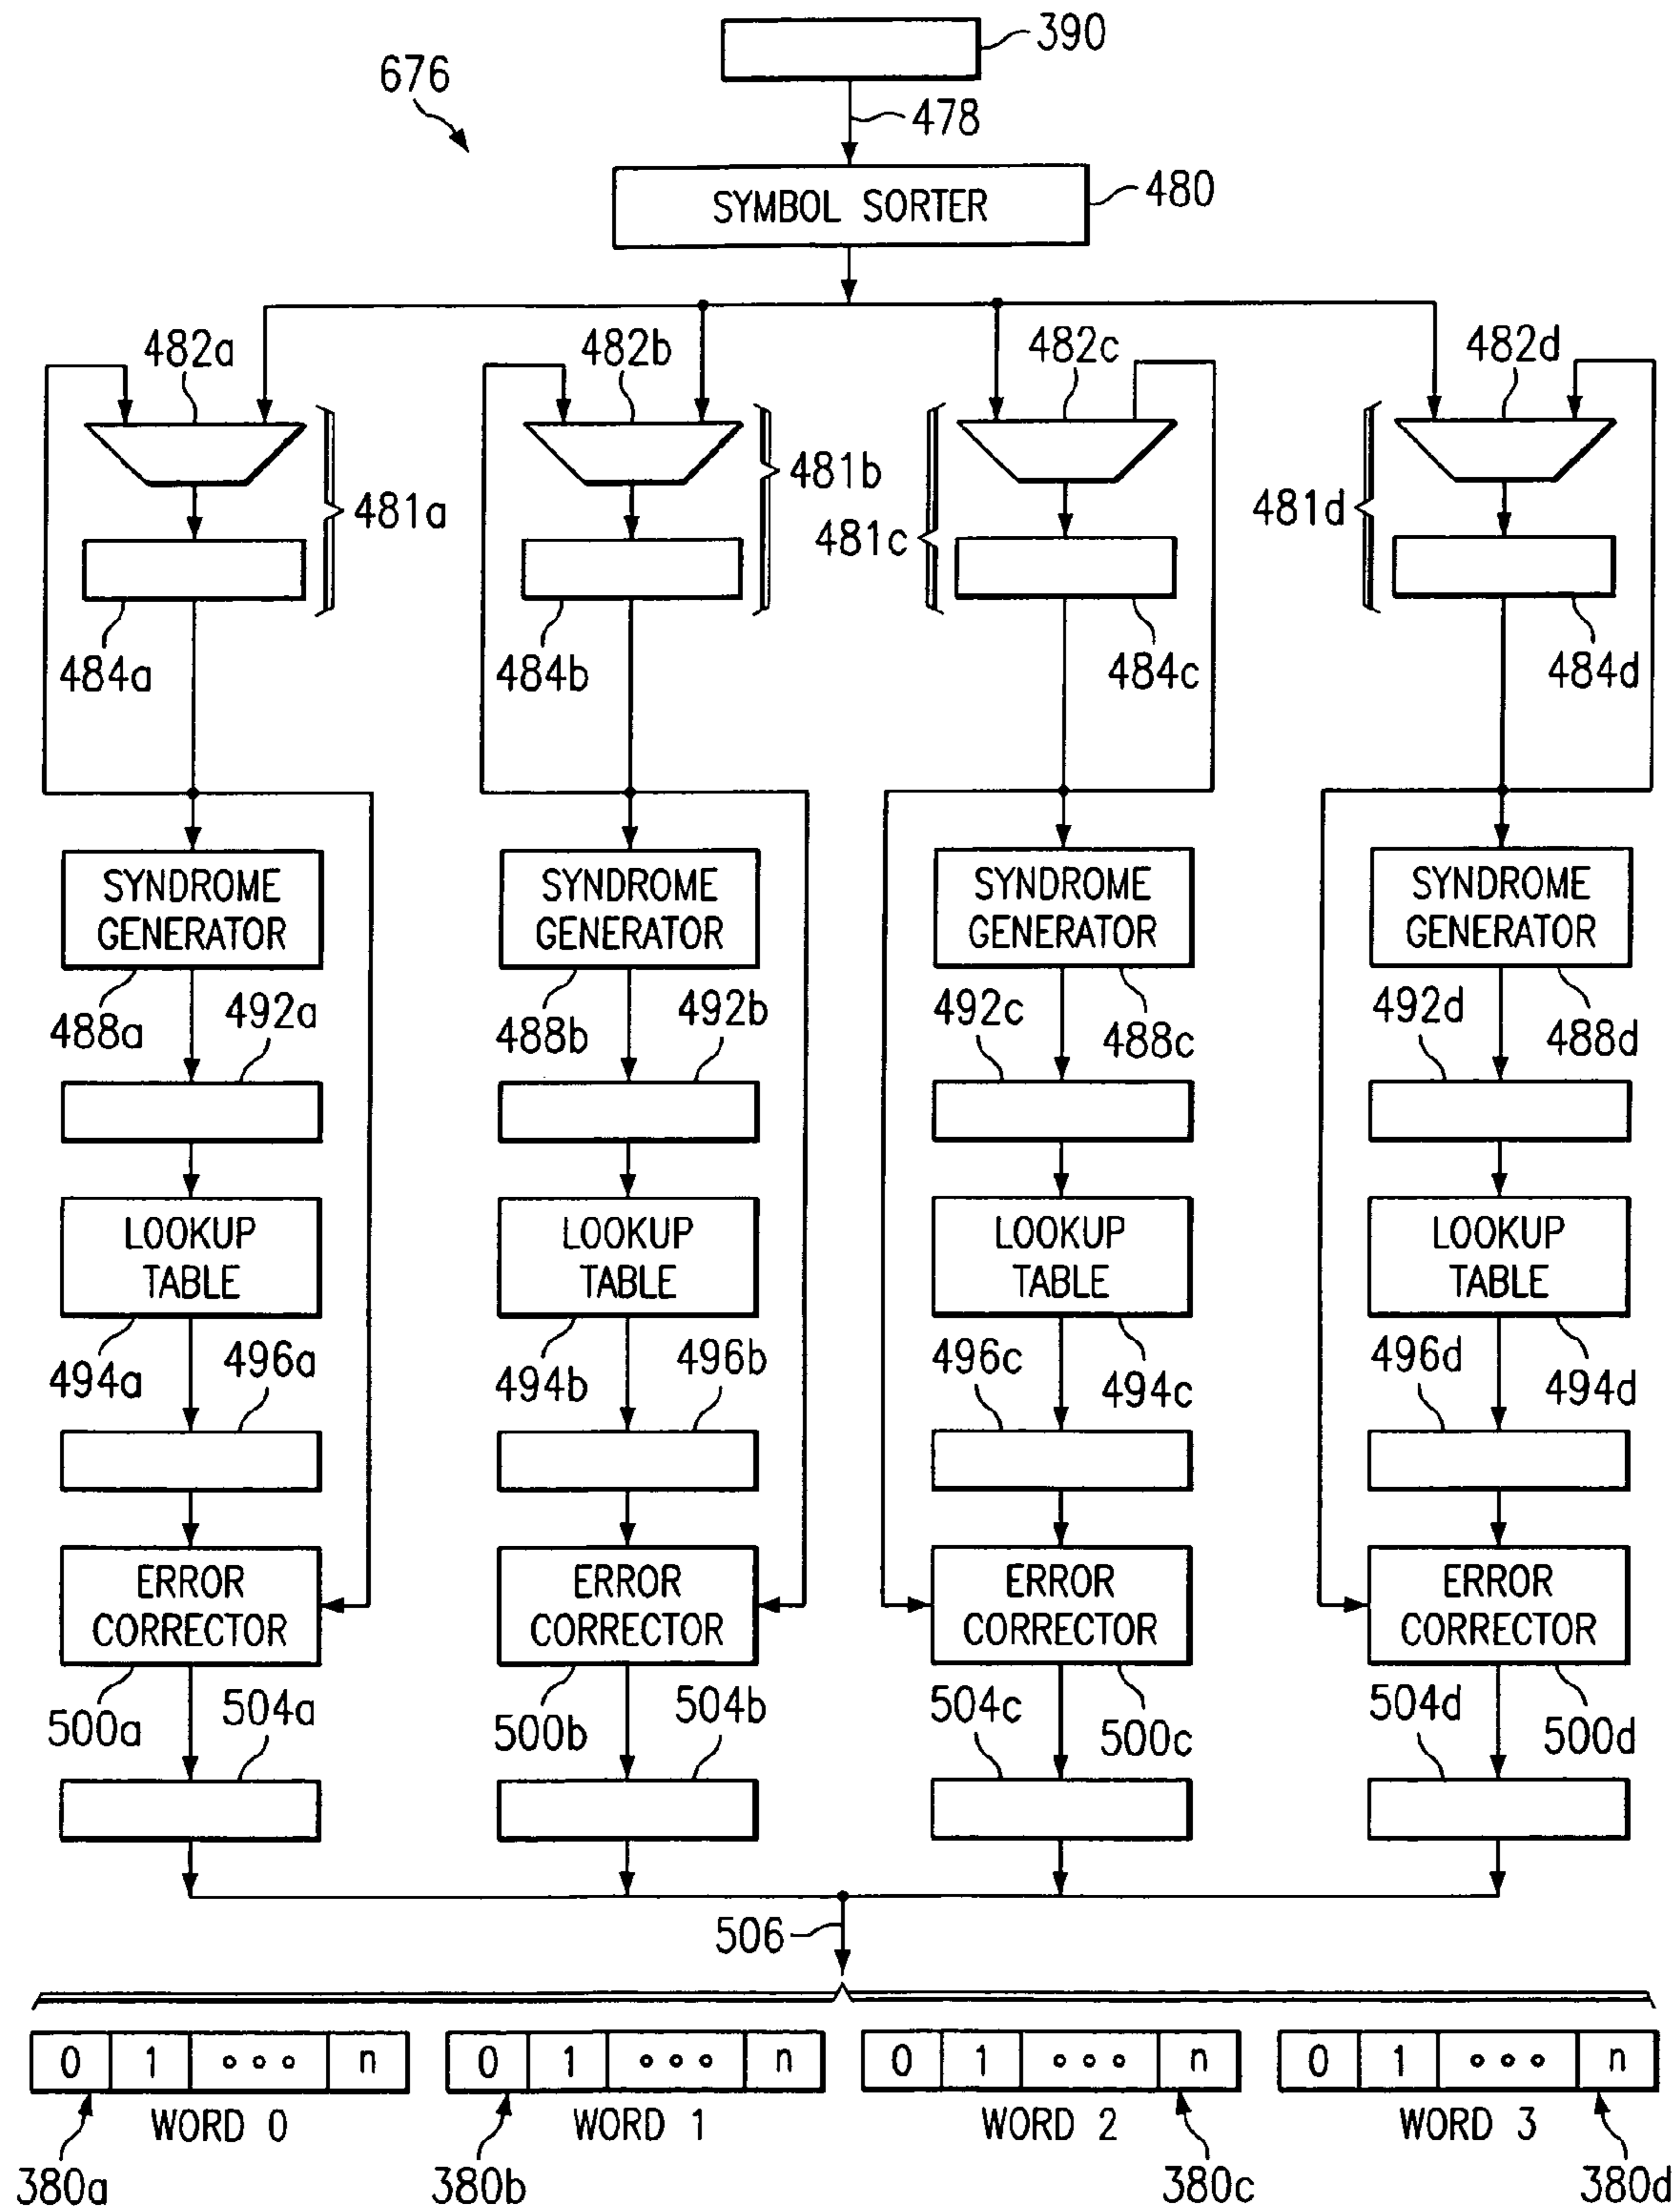 390
676
478
SYMBOL SORTER
480
482a
482b
482c
482d
481a
481b
481c
481d
484a
484b
484c
484d
SYNDROME
GENERATOR
SYNDROME
GENERATOR
SYNDROME
GENERATOR
SYNDROME
GENERATOR
488a
492a
488b
492b
492c
488c
492d
488d
LOOKUP
TABLE
LOOKUP
TABLE
LOOKUP
TABLE
LOOKUP
TABLE
494a
496a
494b
496b
496c
494c
496d
494d
ERROR
CORRECTOR
ERROR
CORRECTOR
ERROR
CORRECTOR
ERROR
CORRECTOR
500a
504a
500b
504b
504c
500c
504d
500d
506
0 1 ∘∘∘ n
0 1 ∘∘∘ n
0 1 ∘∘∘ n
0 1 ∘∘∘ n
WORD 0
WORD 1
WORD 2
WORD 3
380a
380b
380c
380d